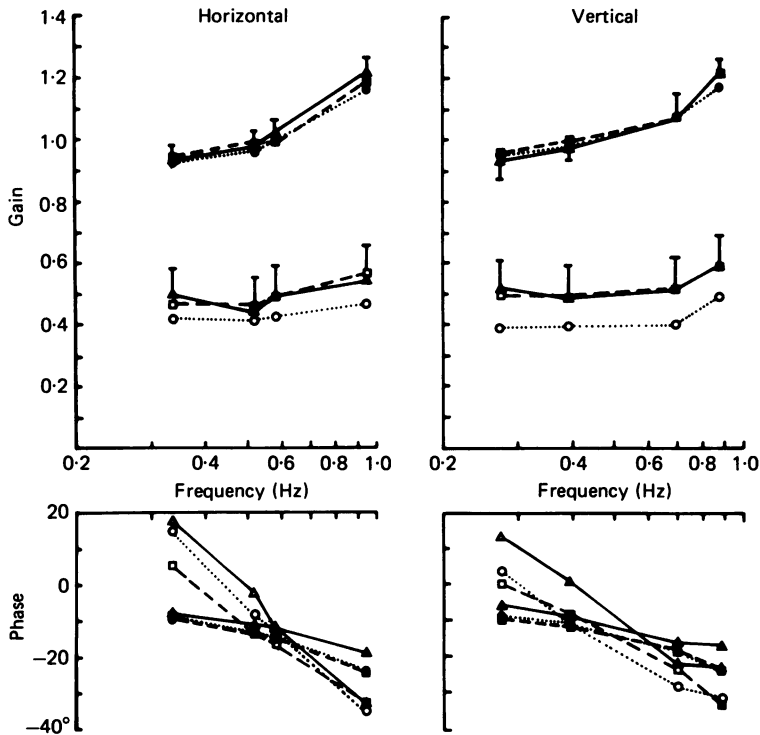 Horizontal Vertical
1·4
1·2
1·0
0·8
0·6
0·4
0·2
Gain
0·2 0·4 0·6 0·8 1·0 0·2 0·4 0·6 0·8 1·0
Frequency (Hz) Frequency (Hz)
20
0
−20
−40°
Phase